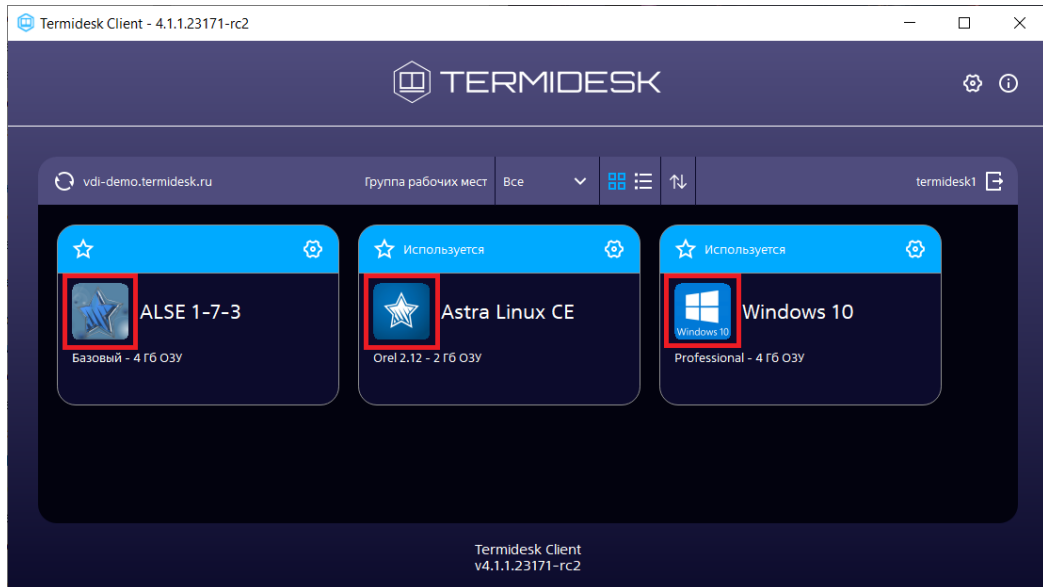 Termidesk Client - 4.1.1.23171-rc2
TERMIDESK
vdi-demo.termidesk.ru
Группа рабочих мест
Все
termidesk1
Используется
Используется
ALSE 1-7-3
Astra Linux CE
Windows 10
Windows 10
Базовый - 4 Гб ОЗУ
Orel 2.12 - 2 Гб ОЗУ
Professional - 4 Гб ОЗУ
Termidesk Client
v4.1.1.23171-rc2